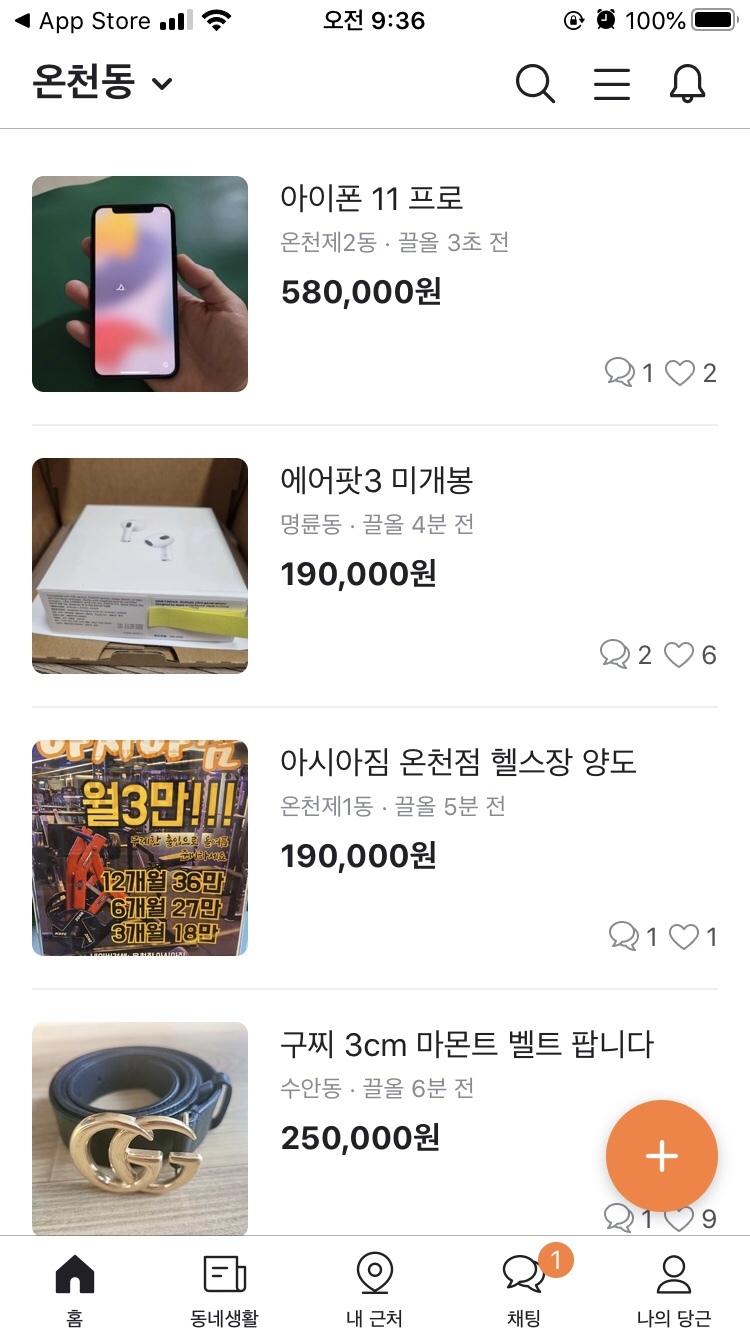 App Store
오전 9:36
100%
온천동
아이폰 11 프로
온천제2동 · 끌올 3초 전
580,000원
1 2
에어팟3 미개봉
명륜동 · 끌올 4분 전
190,000원
2 6
월3만!!!
12개월 36만
6개월 27만
3개월 18만
아시아짐 온천점 헬스장 양도
온천제1동 · 끌올 5분 전
190,000원
1 1
구찌 3cm 마몬트 벨트 팝니다
수안동 · 끌올 6분 전
250,000원
+
1 9
1
홈
동네생활
내 근처
채팅
나의 당근